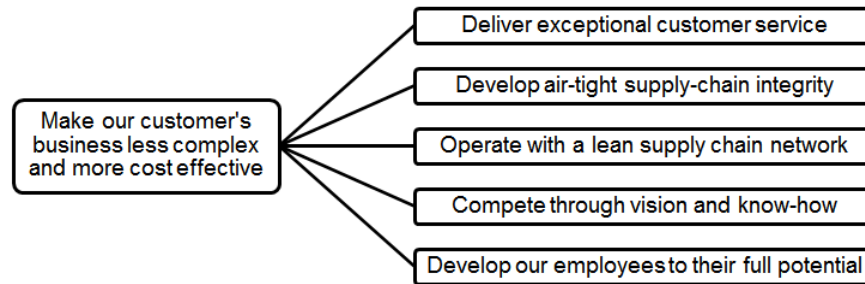 Deliver exceptional customer service
Develop air-tight supply-chain integrity
Make our customer's
business less complex
and more cost effective
Operate with a lean supply chain network
Compete through vision and know-how
Develop our employees to their full potential